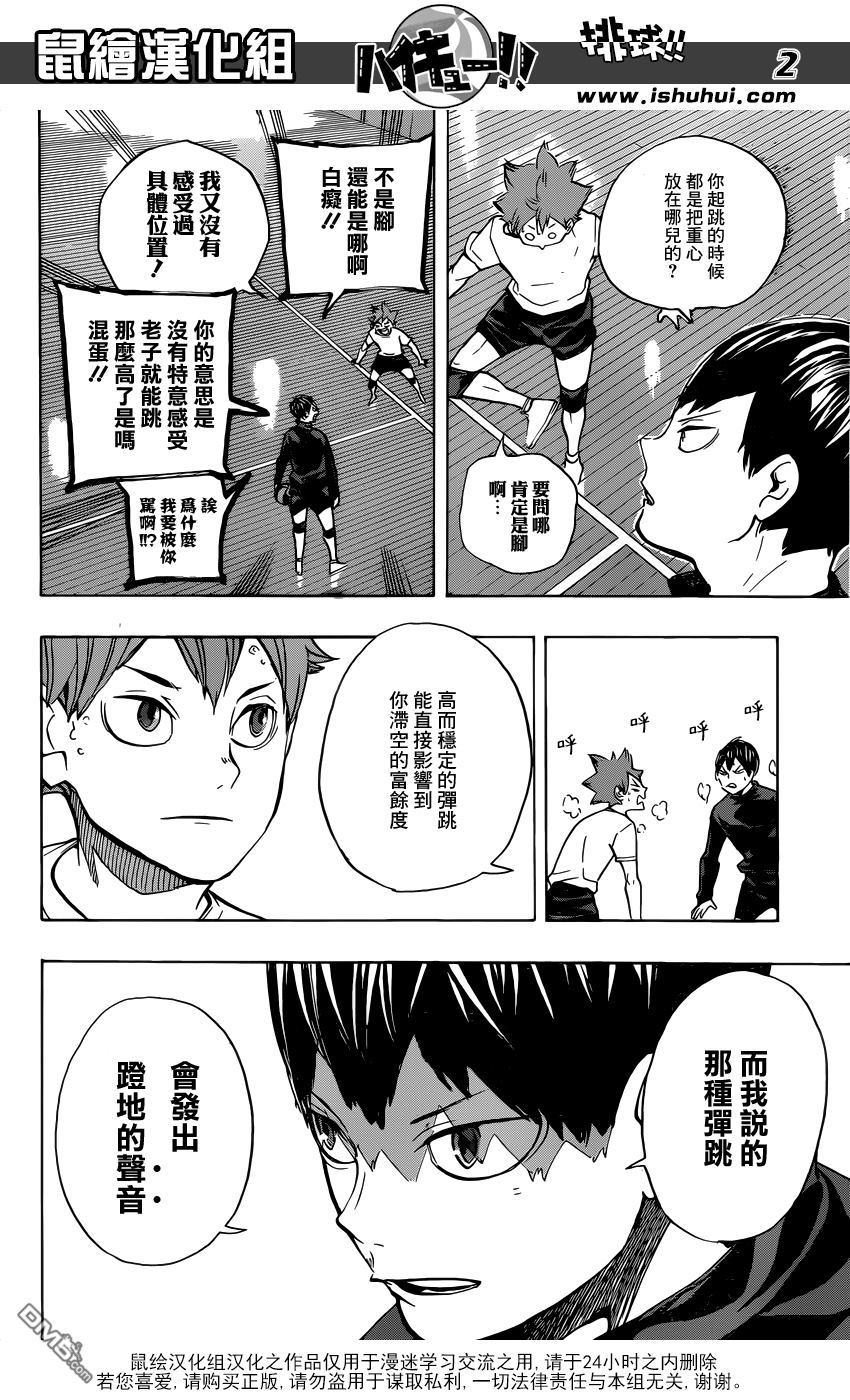 鼠繪漢化組
ハイキュー!!
排球!!
2
www.ishuhui.com
你起跳的時候
都是把重心
放在哪兒的?
要問哪
肯定是腳
啊…
不是腳
還能是哪啊
白癡!!
我又沒有
感受過
具體位置!
你的意思是
沒有特意感受
老子就能跳
那麼高了是嗎
混蛋!!
誒
爲什麼
我要被你
罵啊!!?
呼
呼
呼
呼
高而穩定的彈跳
能直接影響到
你滯空的富餘度
而我説的
那種彈跳
會發出
蹬地的聲音
DM5.COM
鼠绘汉化组汉化之作品仅用于漫迷学习交流之用, 请于24小时之内删除
若您喜爱, 请购买正版, 请勿盗用于谋取私利, 一切法律责任与本组无关, 谢谢。